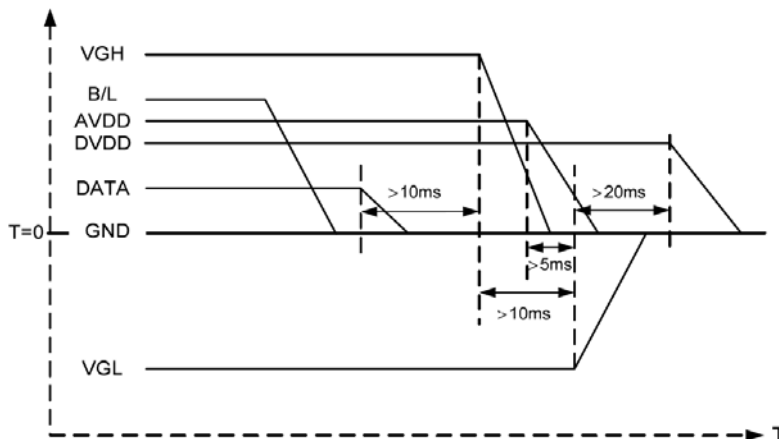 VGH
B/L
AVDD
DVDD
DATA
>10ms
>20ms
T=0
GND
>5ms
>10ms
VGL
T